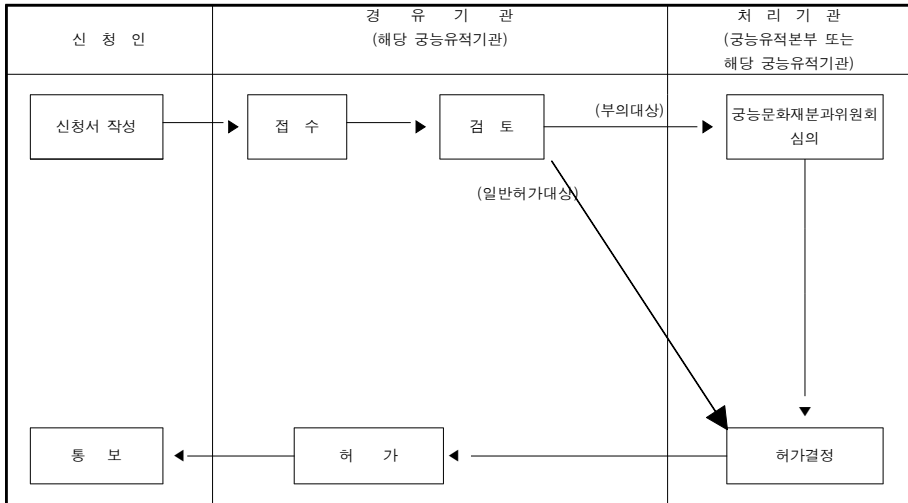 신 청 인
경 유 기 관
(해당 궁능유적기관)
처 리 기 관
(궁능유적본부 또는
해당 궁능유적기관)
신청서 작성
접 수
검 토
(부의대상)
궁능문화재분과위원회
심의
(일반허가대상)
통 보
허 가
허가결정